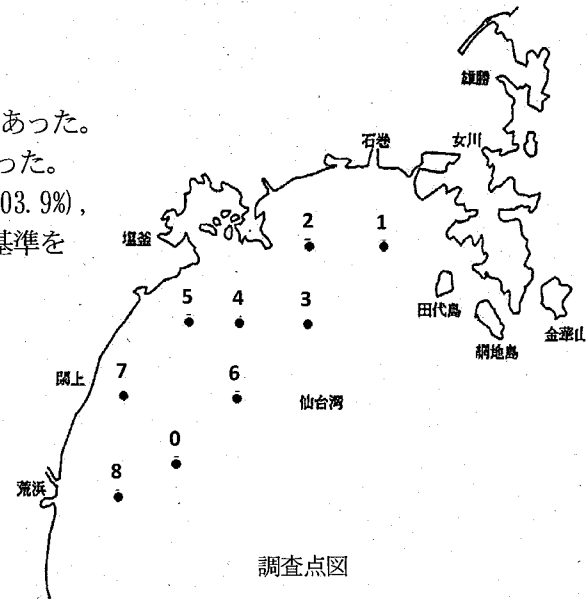 あった。
った。
03.9%),
基準を
雄勝
石巻
女川
塩釜
2
1
5
4
3
田代島
網地島
金華山
閖上
7
6
仙台湾
0
荒浜
8
調査点図